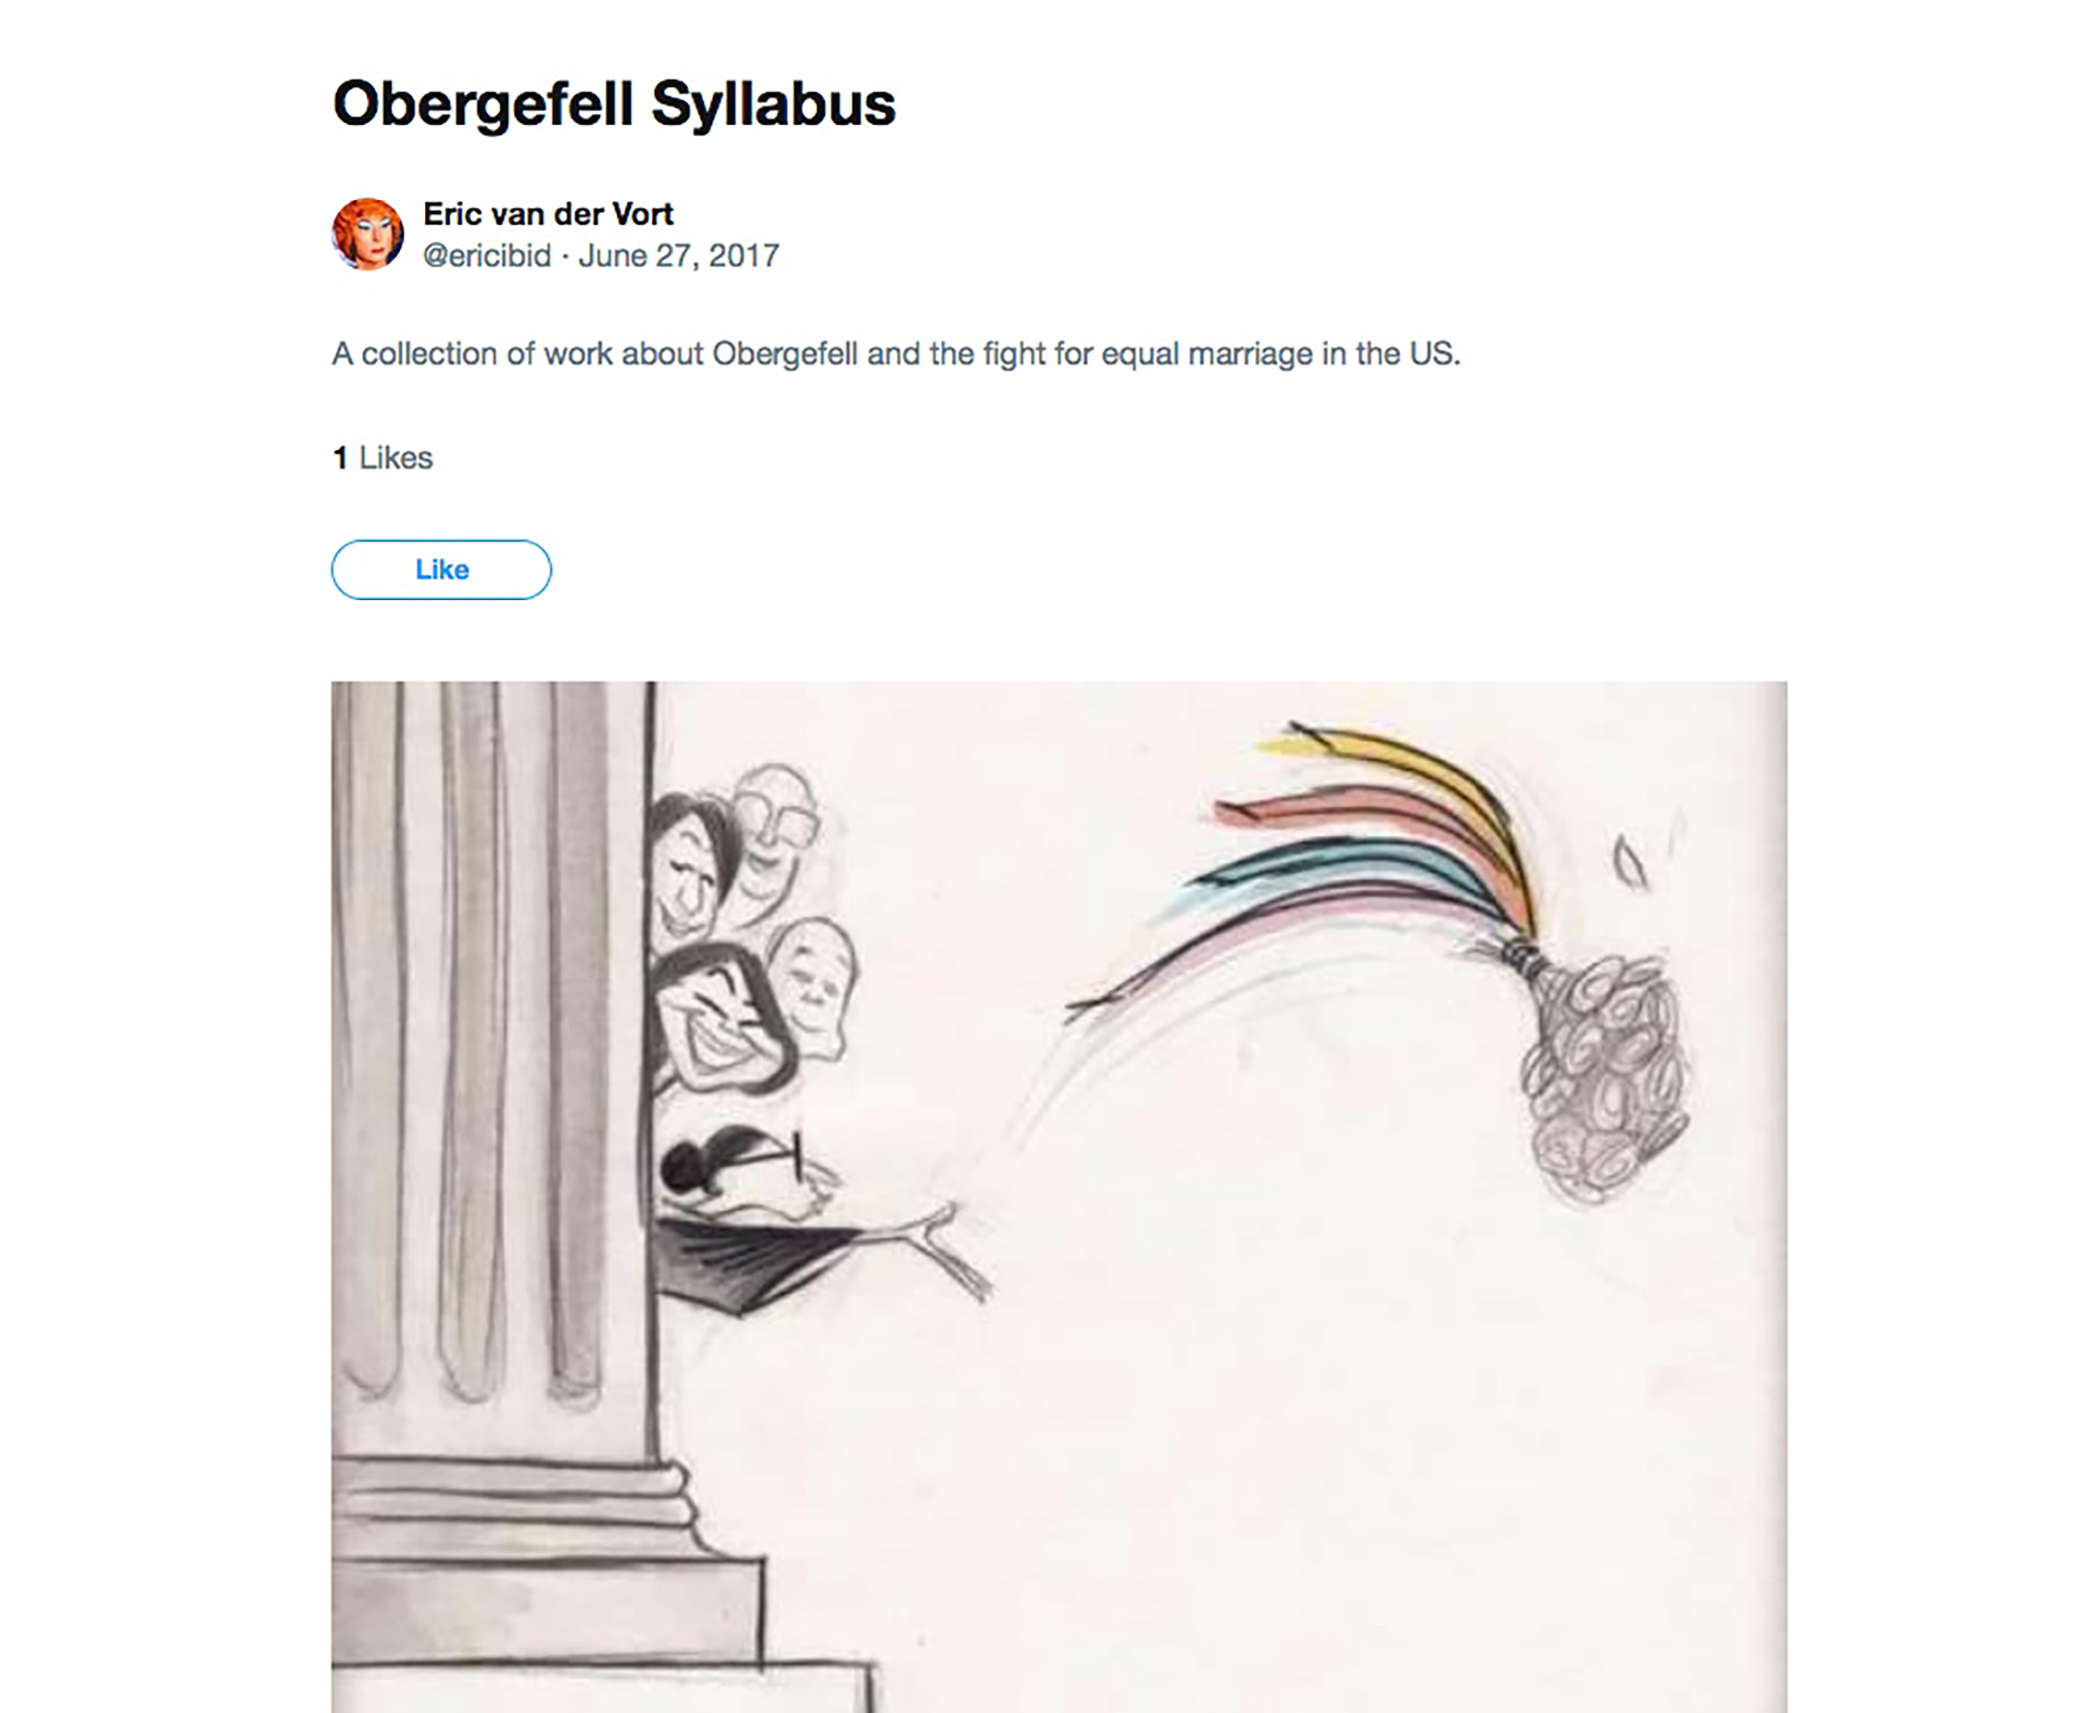 Obergefell Syllabus
Eric van der Vort
@ericibid · June 27, 2017
A collection of work about Obergefell and the fight for equal marriage in the US.
1 Likes
Like